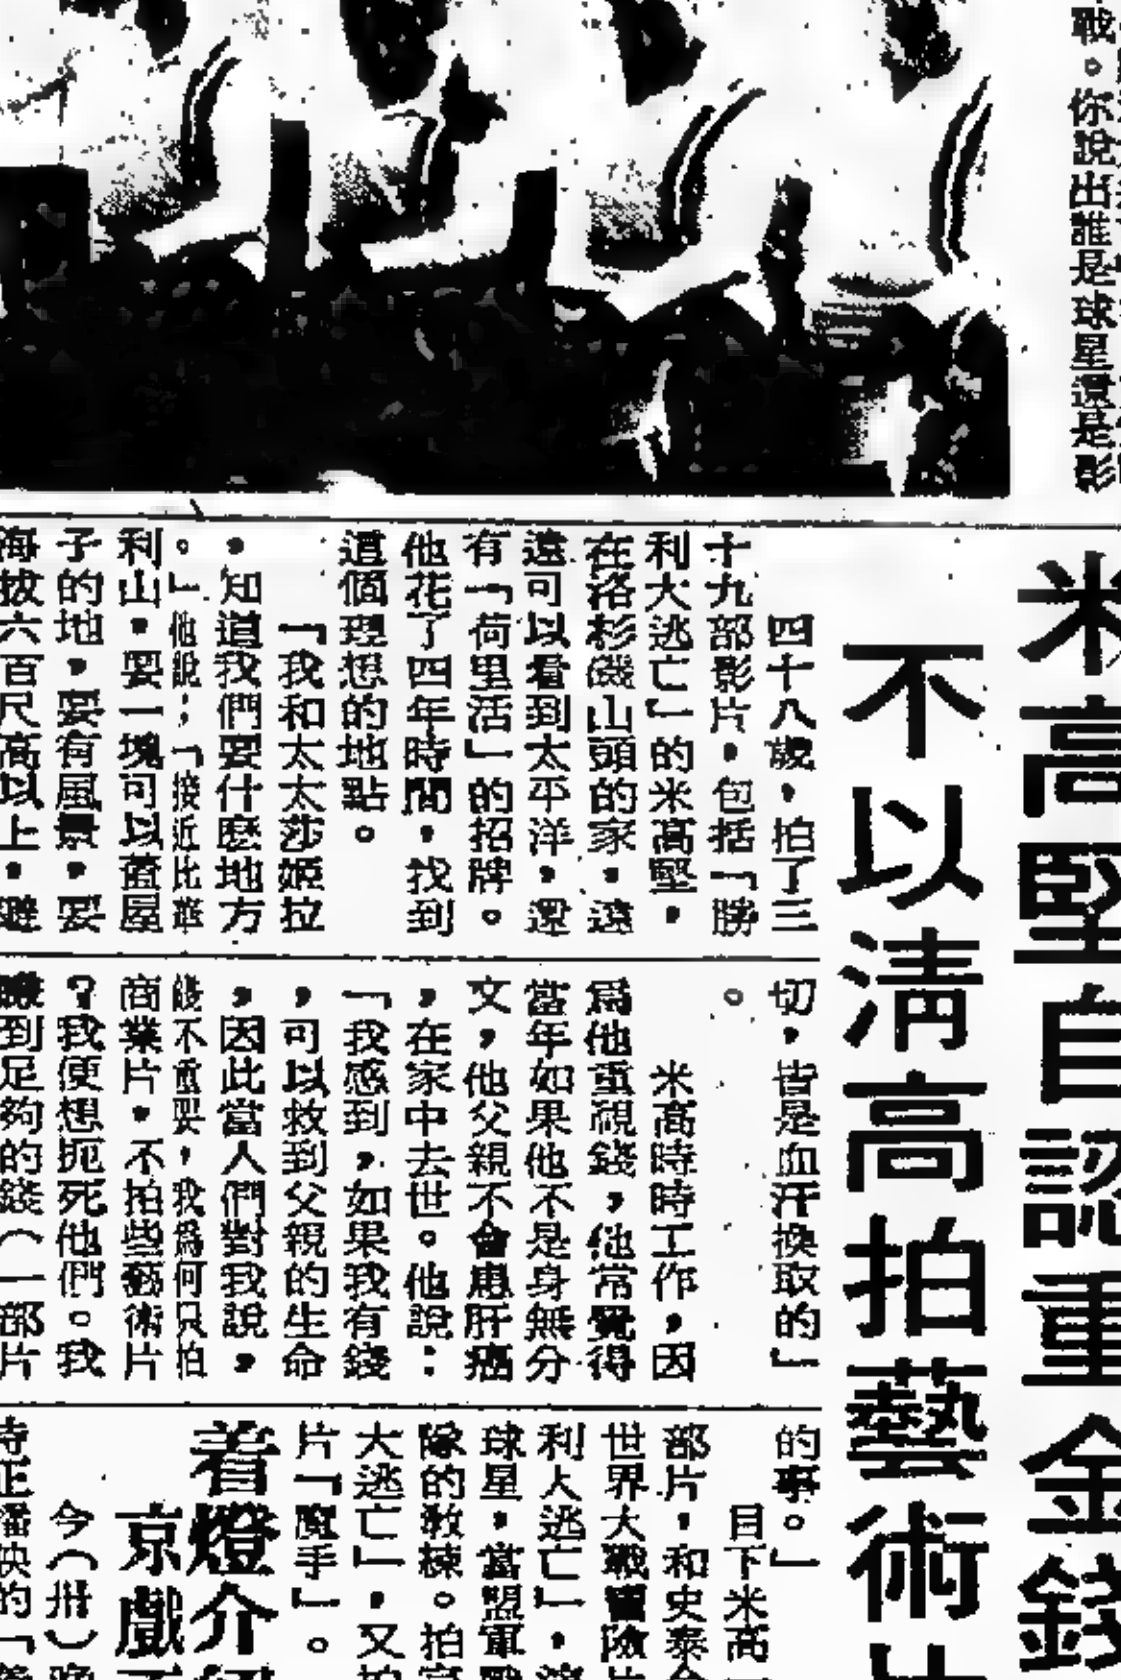 戰。你說出誰是球星還是影
米高堅自認重金錢
不以淸高拍藝術
四十八歲，拍了三
十九部影片，包括「勝
利大逃亡」的米高堅，
在洛杉磯山頭的家，遠
遠可以看到太平洋，還
有「荷里活」的招牌。
他花了四年時間，找到
這個理想的地點。
「我和太太莎姬拉
，知道我們要什麽地方
。」他說；「接近比華
利山，要一塊可以蓋屋
子的地，要有風景，要
海拔六百尺高以上，避
切，皆是血汗換取的」
。
米高時時工作，因
爲他重視錢，他常覺得
當年如果他不是身無分
文，他父親不會患肝癌
，在家中去世。他說：
「我感到，如果我有錢
，可以救到父親的生命
，因此當人們對我說，
錢不重要，我爲何只拍
商業片，不拍些藝術片
？我便想扼死他們。我
賺到足夠的錢（一部片
的事。」
目下米高
部片，和史泰
世界大戰冒險片
利大逃亡」，演
球星，當盟軍戰
隊的敎練。拍完
大逃亡」，又拍
片「魔手」。
着燈介
京戲
今（卅）晚
播映的「